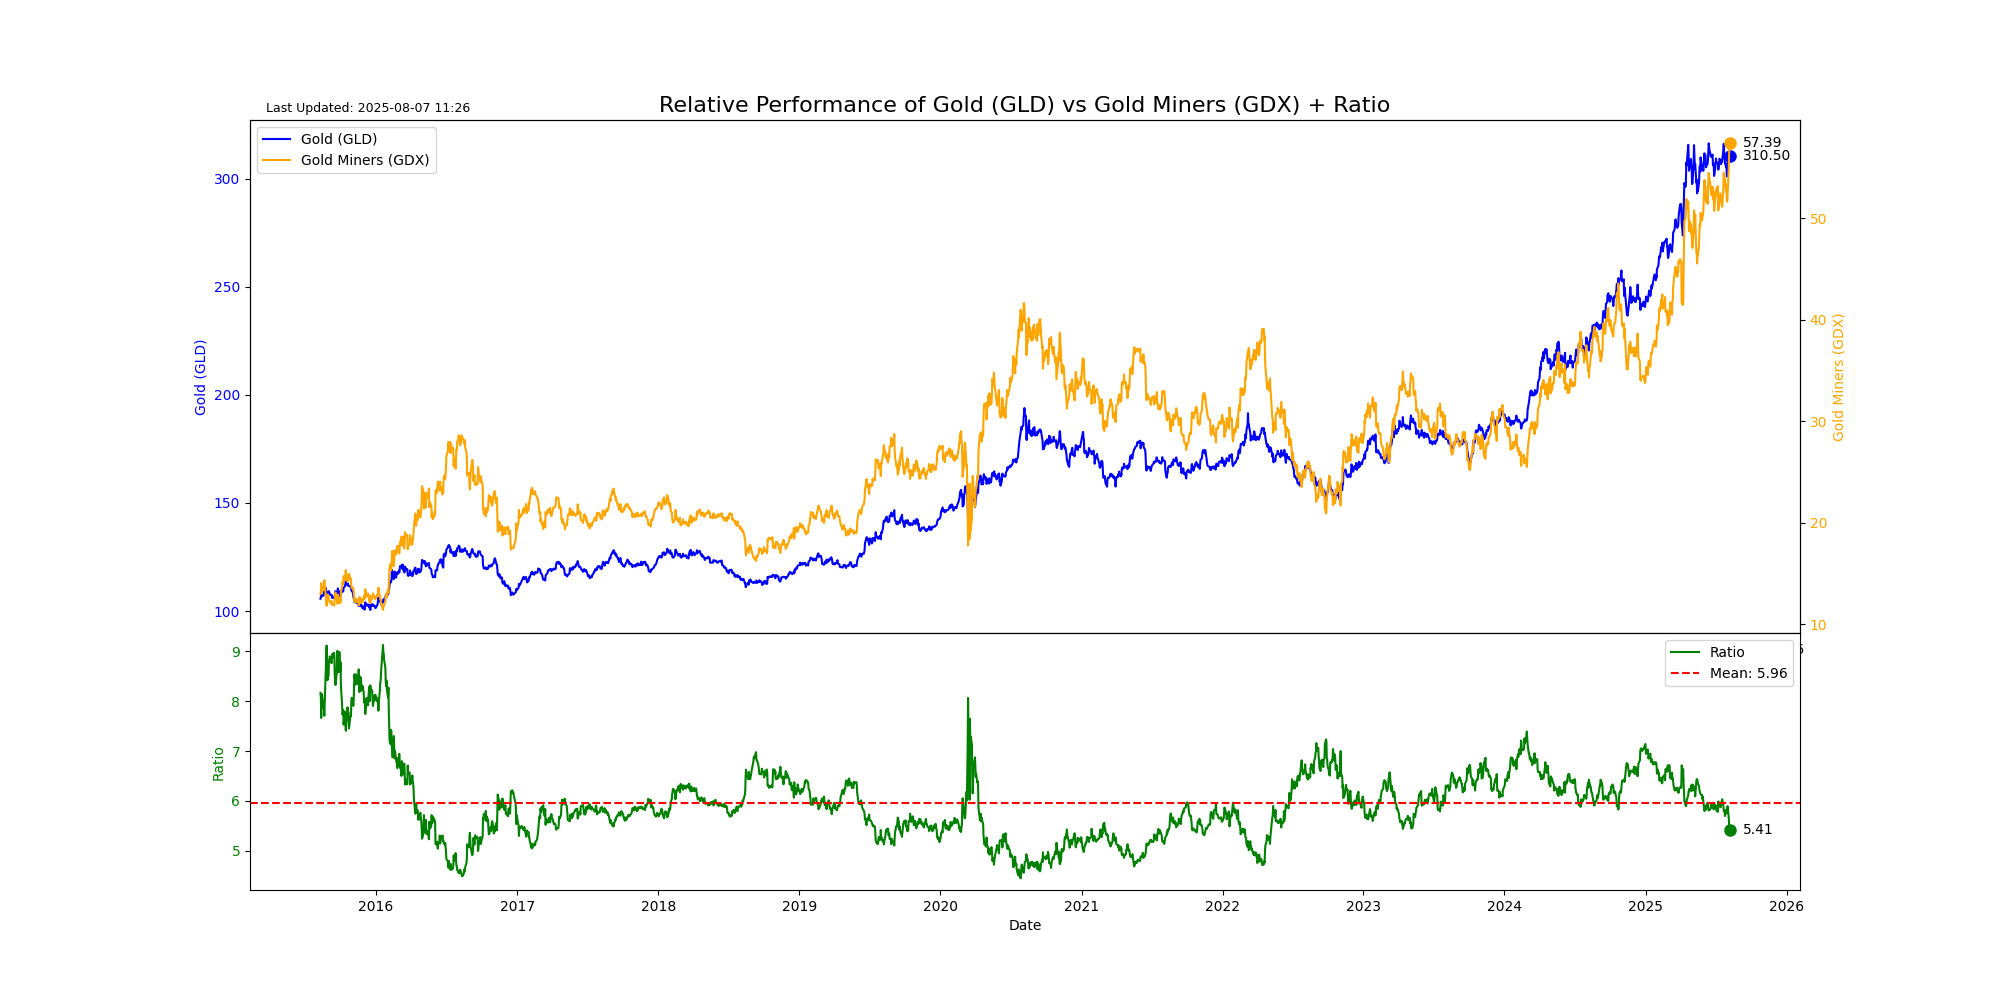 Last Updated: 2025-08-07 11:26
Relative Performance of Gold (GLD) vs Gold Miners (GDX) + Ratio
Gold (GLD)
Gold Miners (GDX)
57.39
310.50
300
250
200
150
100
Gold (GLD)
50
40
30
20
10
Gold Miners (GDX)
Ratio
Mean: 5.96
9
8
7
6
5
Ratio
5.41
2016
2017
2018
2019
2020
2021
2022
2023
2024
2025
2026
Date